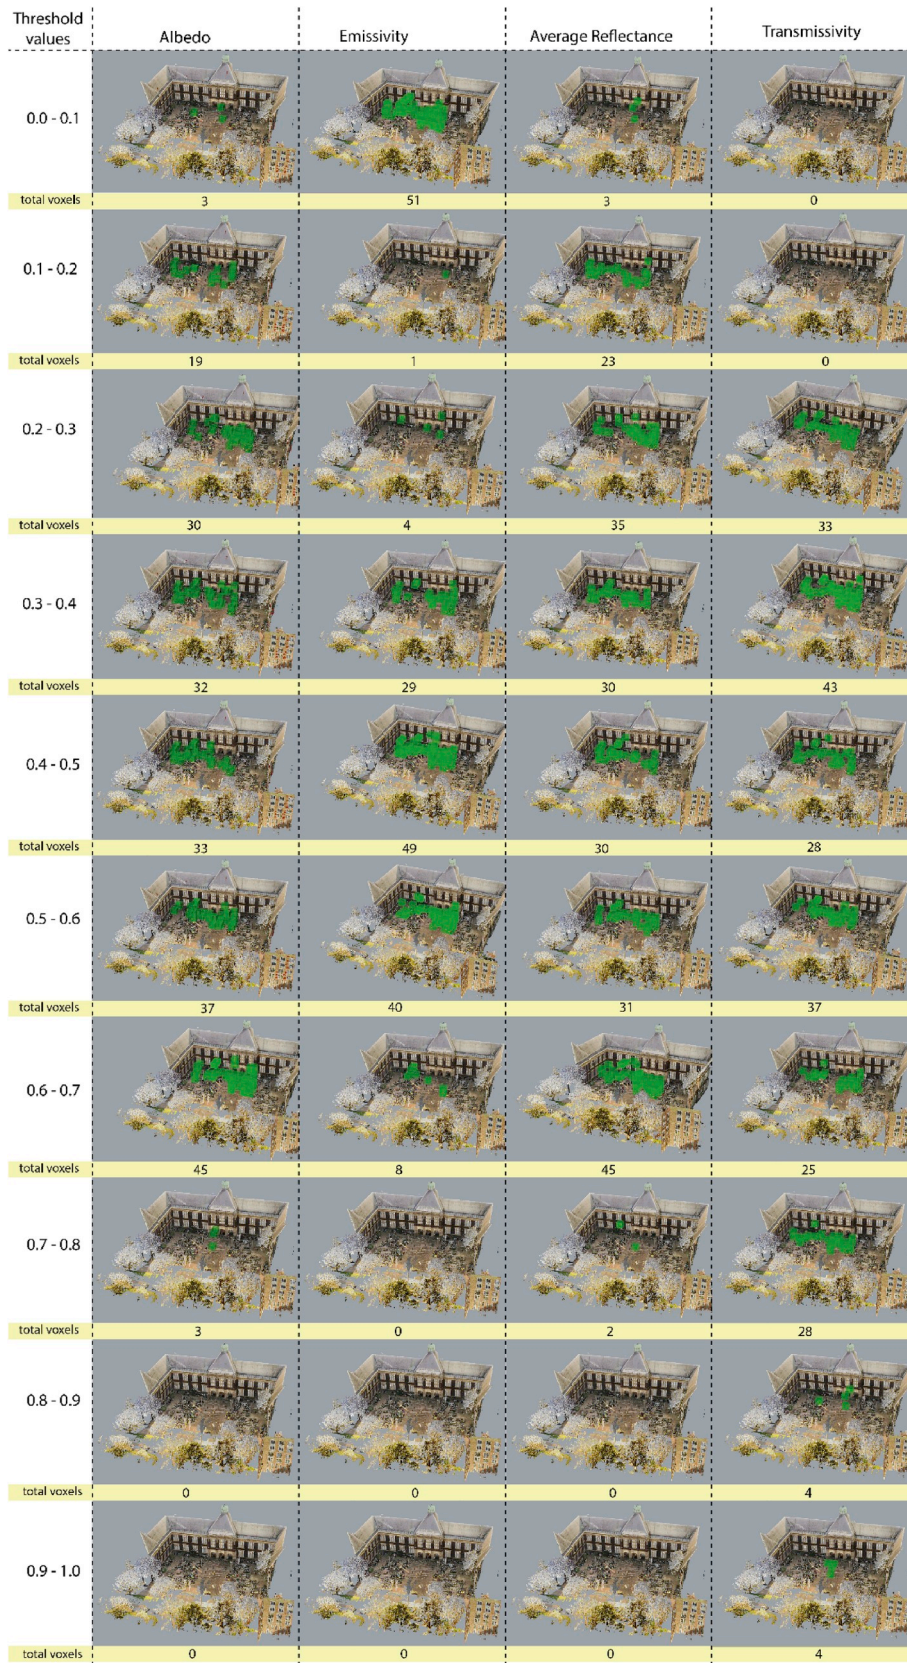 Threshold
values
Albedo
Emissivity
Average Reflectance
Transmissivity
0.0 - 0.1
total voxels 3 51 3 0
0.1 - 0.2
total voxels 19 1 23 0
0.2 - 0.3
total voxels 30 4 35 33
0.3 - 0.4
total voxels 32 29 30 43
0.4 - 0.5
total voxels 33 49 30 28
0.5 - 0.6
total voxels 37 40 31 37
0.6 - 0.7
total voxels 45 8 45 25
0.7 - 0.8
total voxels 3 0 2 28
0.8 - 0.9
total voxels 0 0 0 4
0.9 - 1.0
total voxels 0 0 0 4